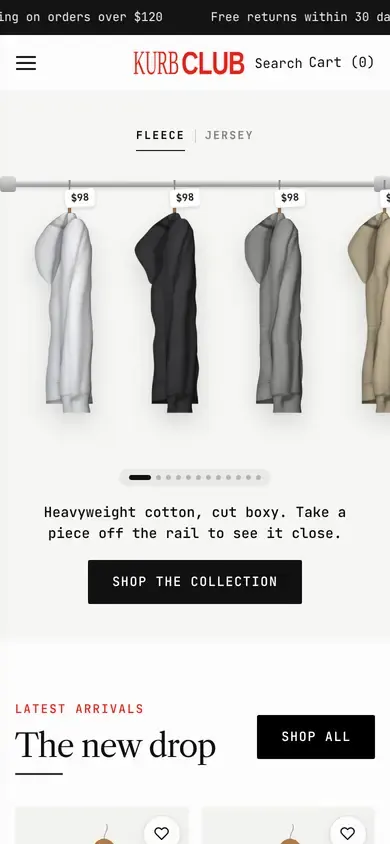 ing on orders over $120 Free returns within 30 da
KURB CLUB Search Cart (0)
FLEECE JERSEY
$98 $98 $98 $
Heavyweight cotton, cut boxy. Take a
piece off the rail to see it close.
SHOP THE COLLECTION
LATEST ARRIVALS
The new drop
SHOP ALL